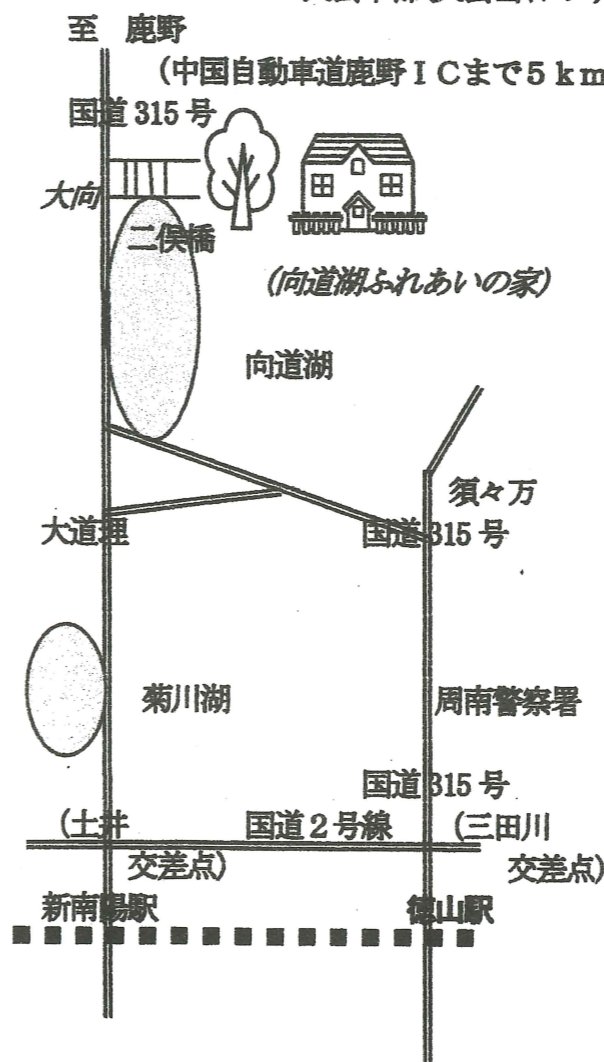 至　鹿野
(中国自動車道鹿野ＩＣまで5ｋｍ
国道315号
大向
二俣橋
(向道湖ふれあいの家)
向道湖
須々万
大道理
国道315号
菊川湖
周南警察署
国道315号
(土井
交差点)
国道2号線
(三田川
交差点)
新南陽駅
徳山駅